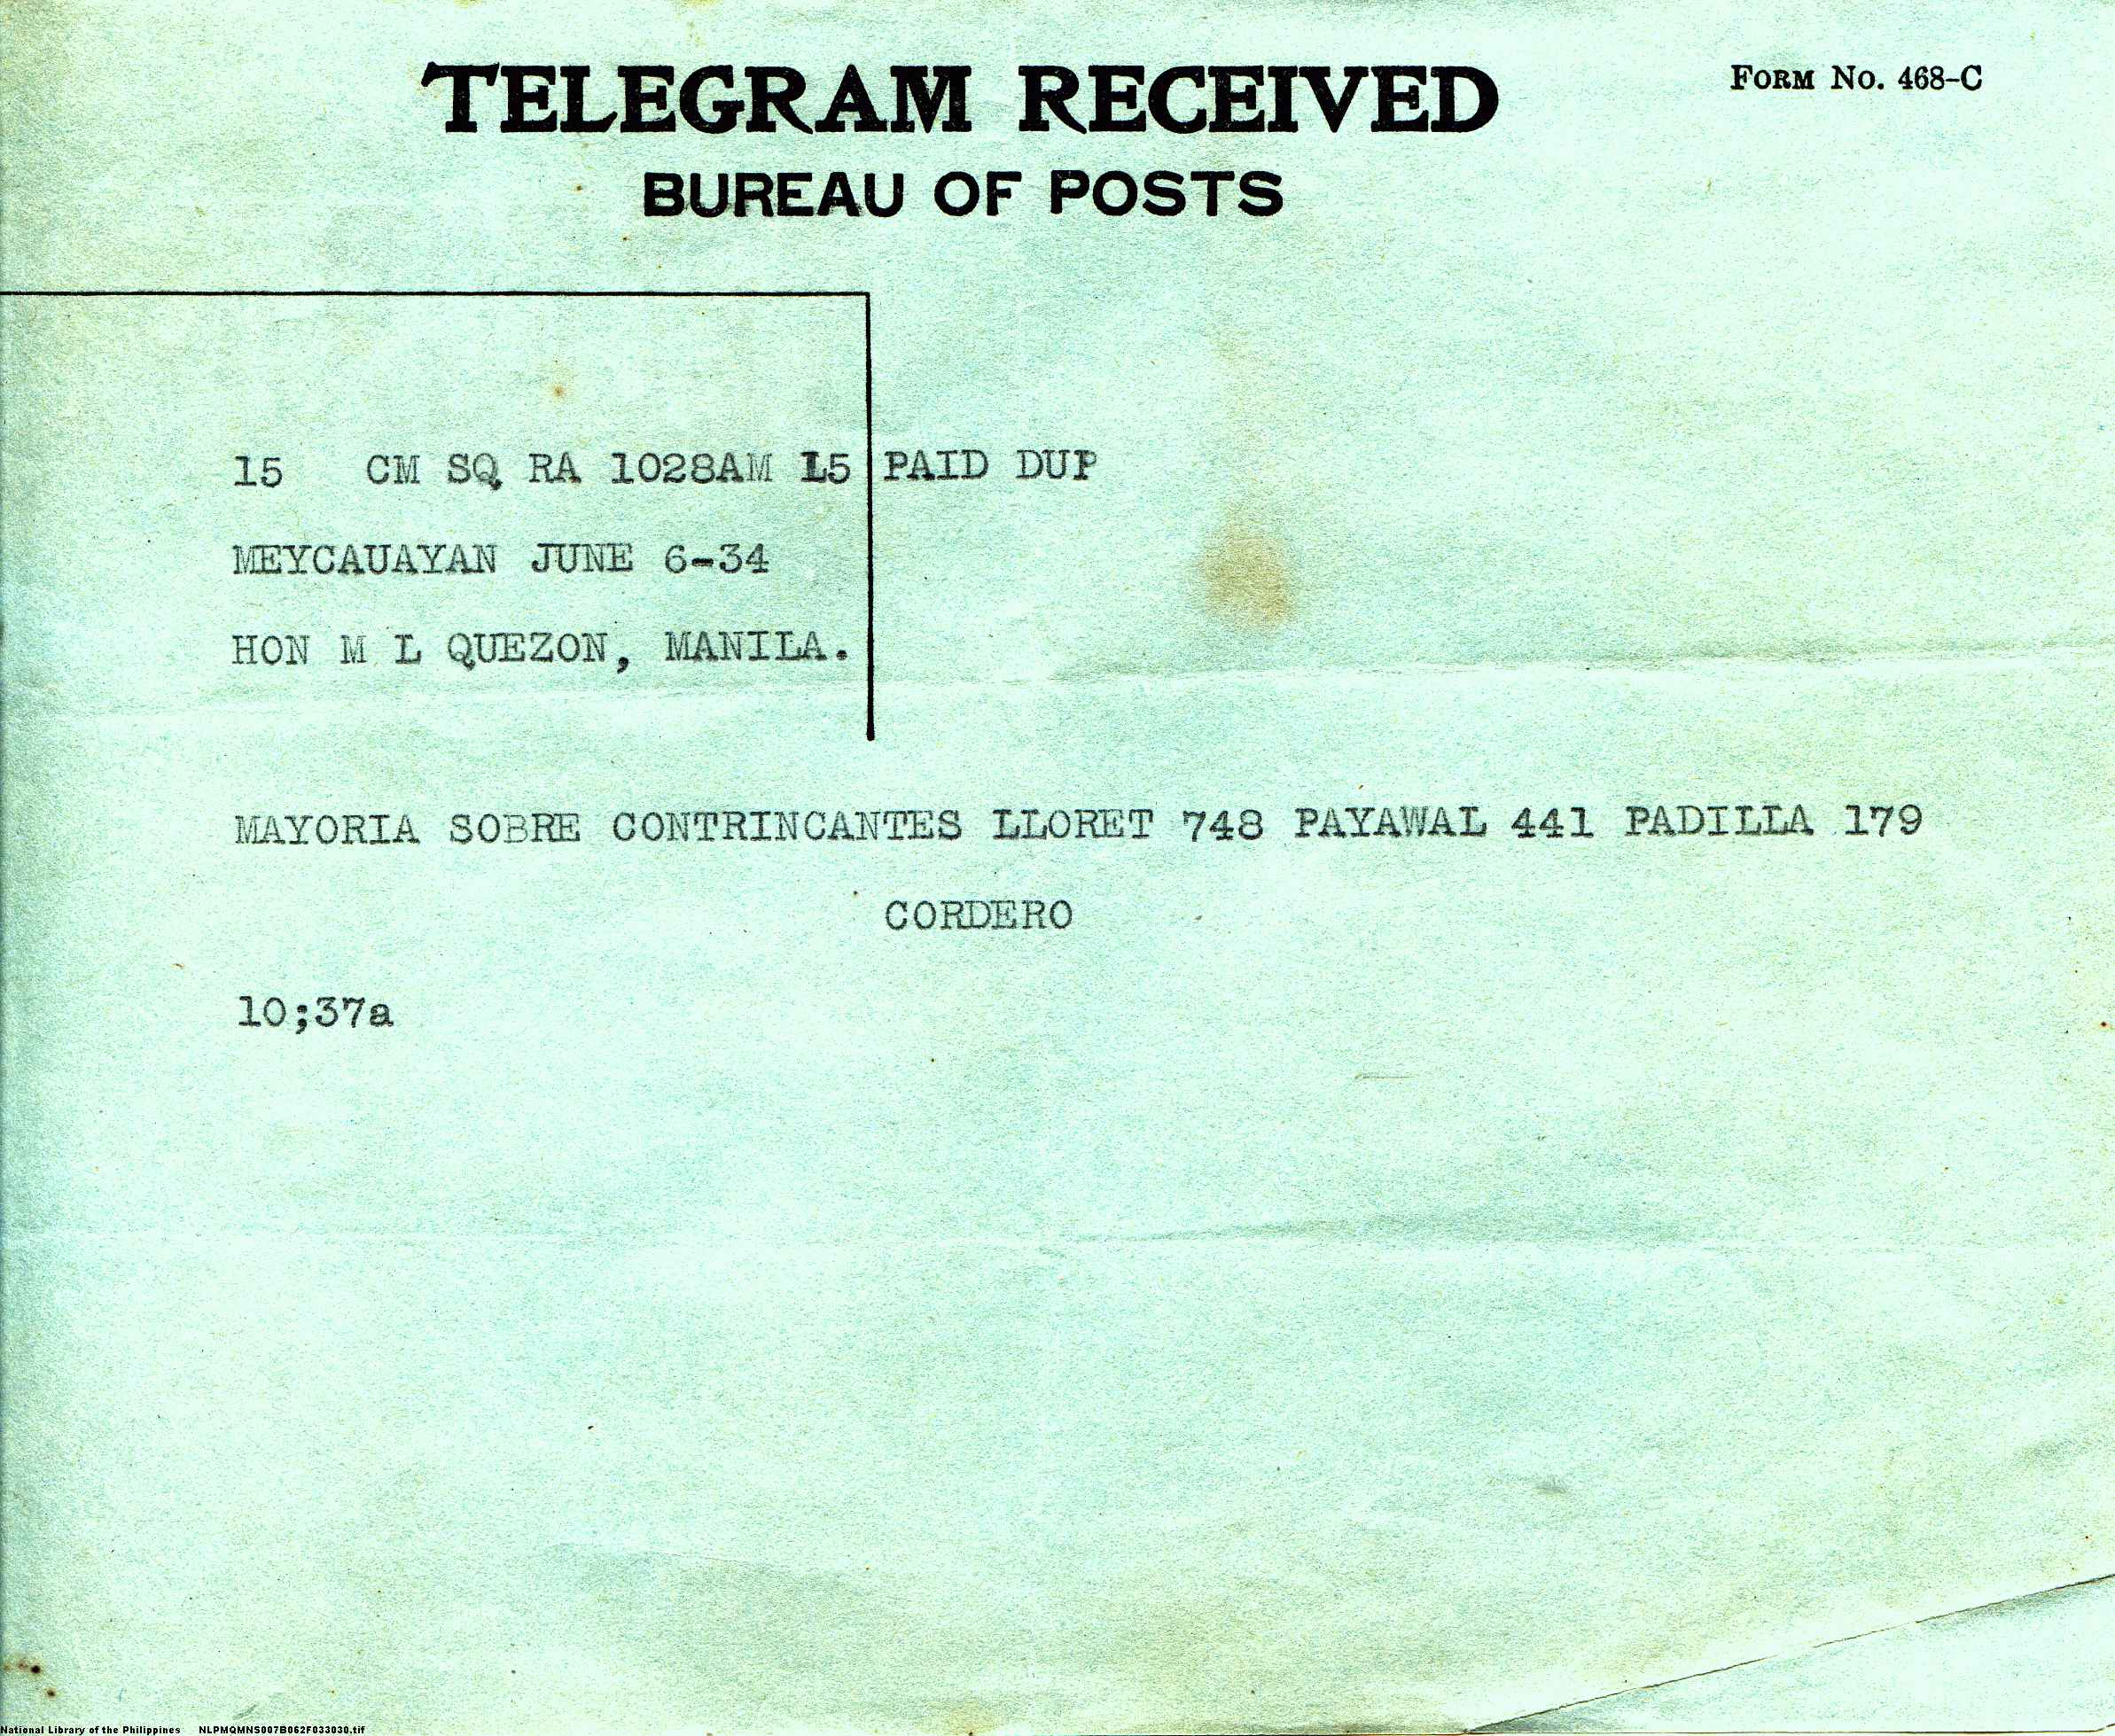 TELEGRAM RECEIVED
FORM NO. 468-C
BUREAU OF POSTS
15 CM SQ RA 1028AM L5 PAID DUP
MEYCAUAYAN JUNE 6-34
HON M L QUEZON, MANILA.
MAYORIA SOBRE CONTRINCANTES LLORET 748 PAYAWAL 441 PADILLA 179
CORDERO
10;37a
National Library of the Philippines NLPMQMNS007B062F033030.tif